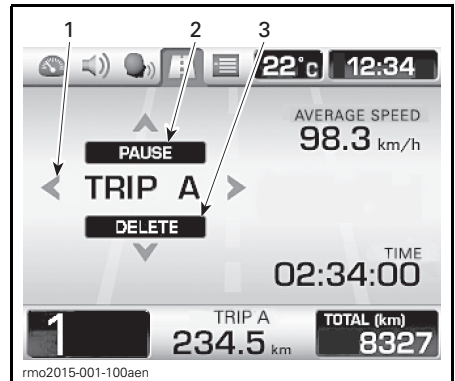 1 2 3
22°c 12:34
AVERAGE SPEED
98.3 km/h
PAUSE
TRIP A
DELETE
TIME
02:34:00
1
TRIP A
234.5 km
TOTAL (km)
8327
rmo2015-001-100aen